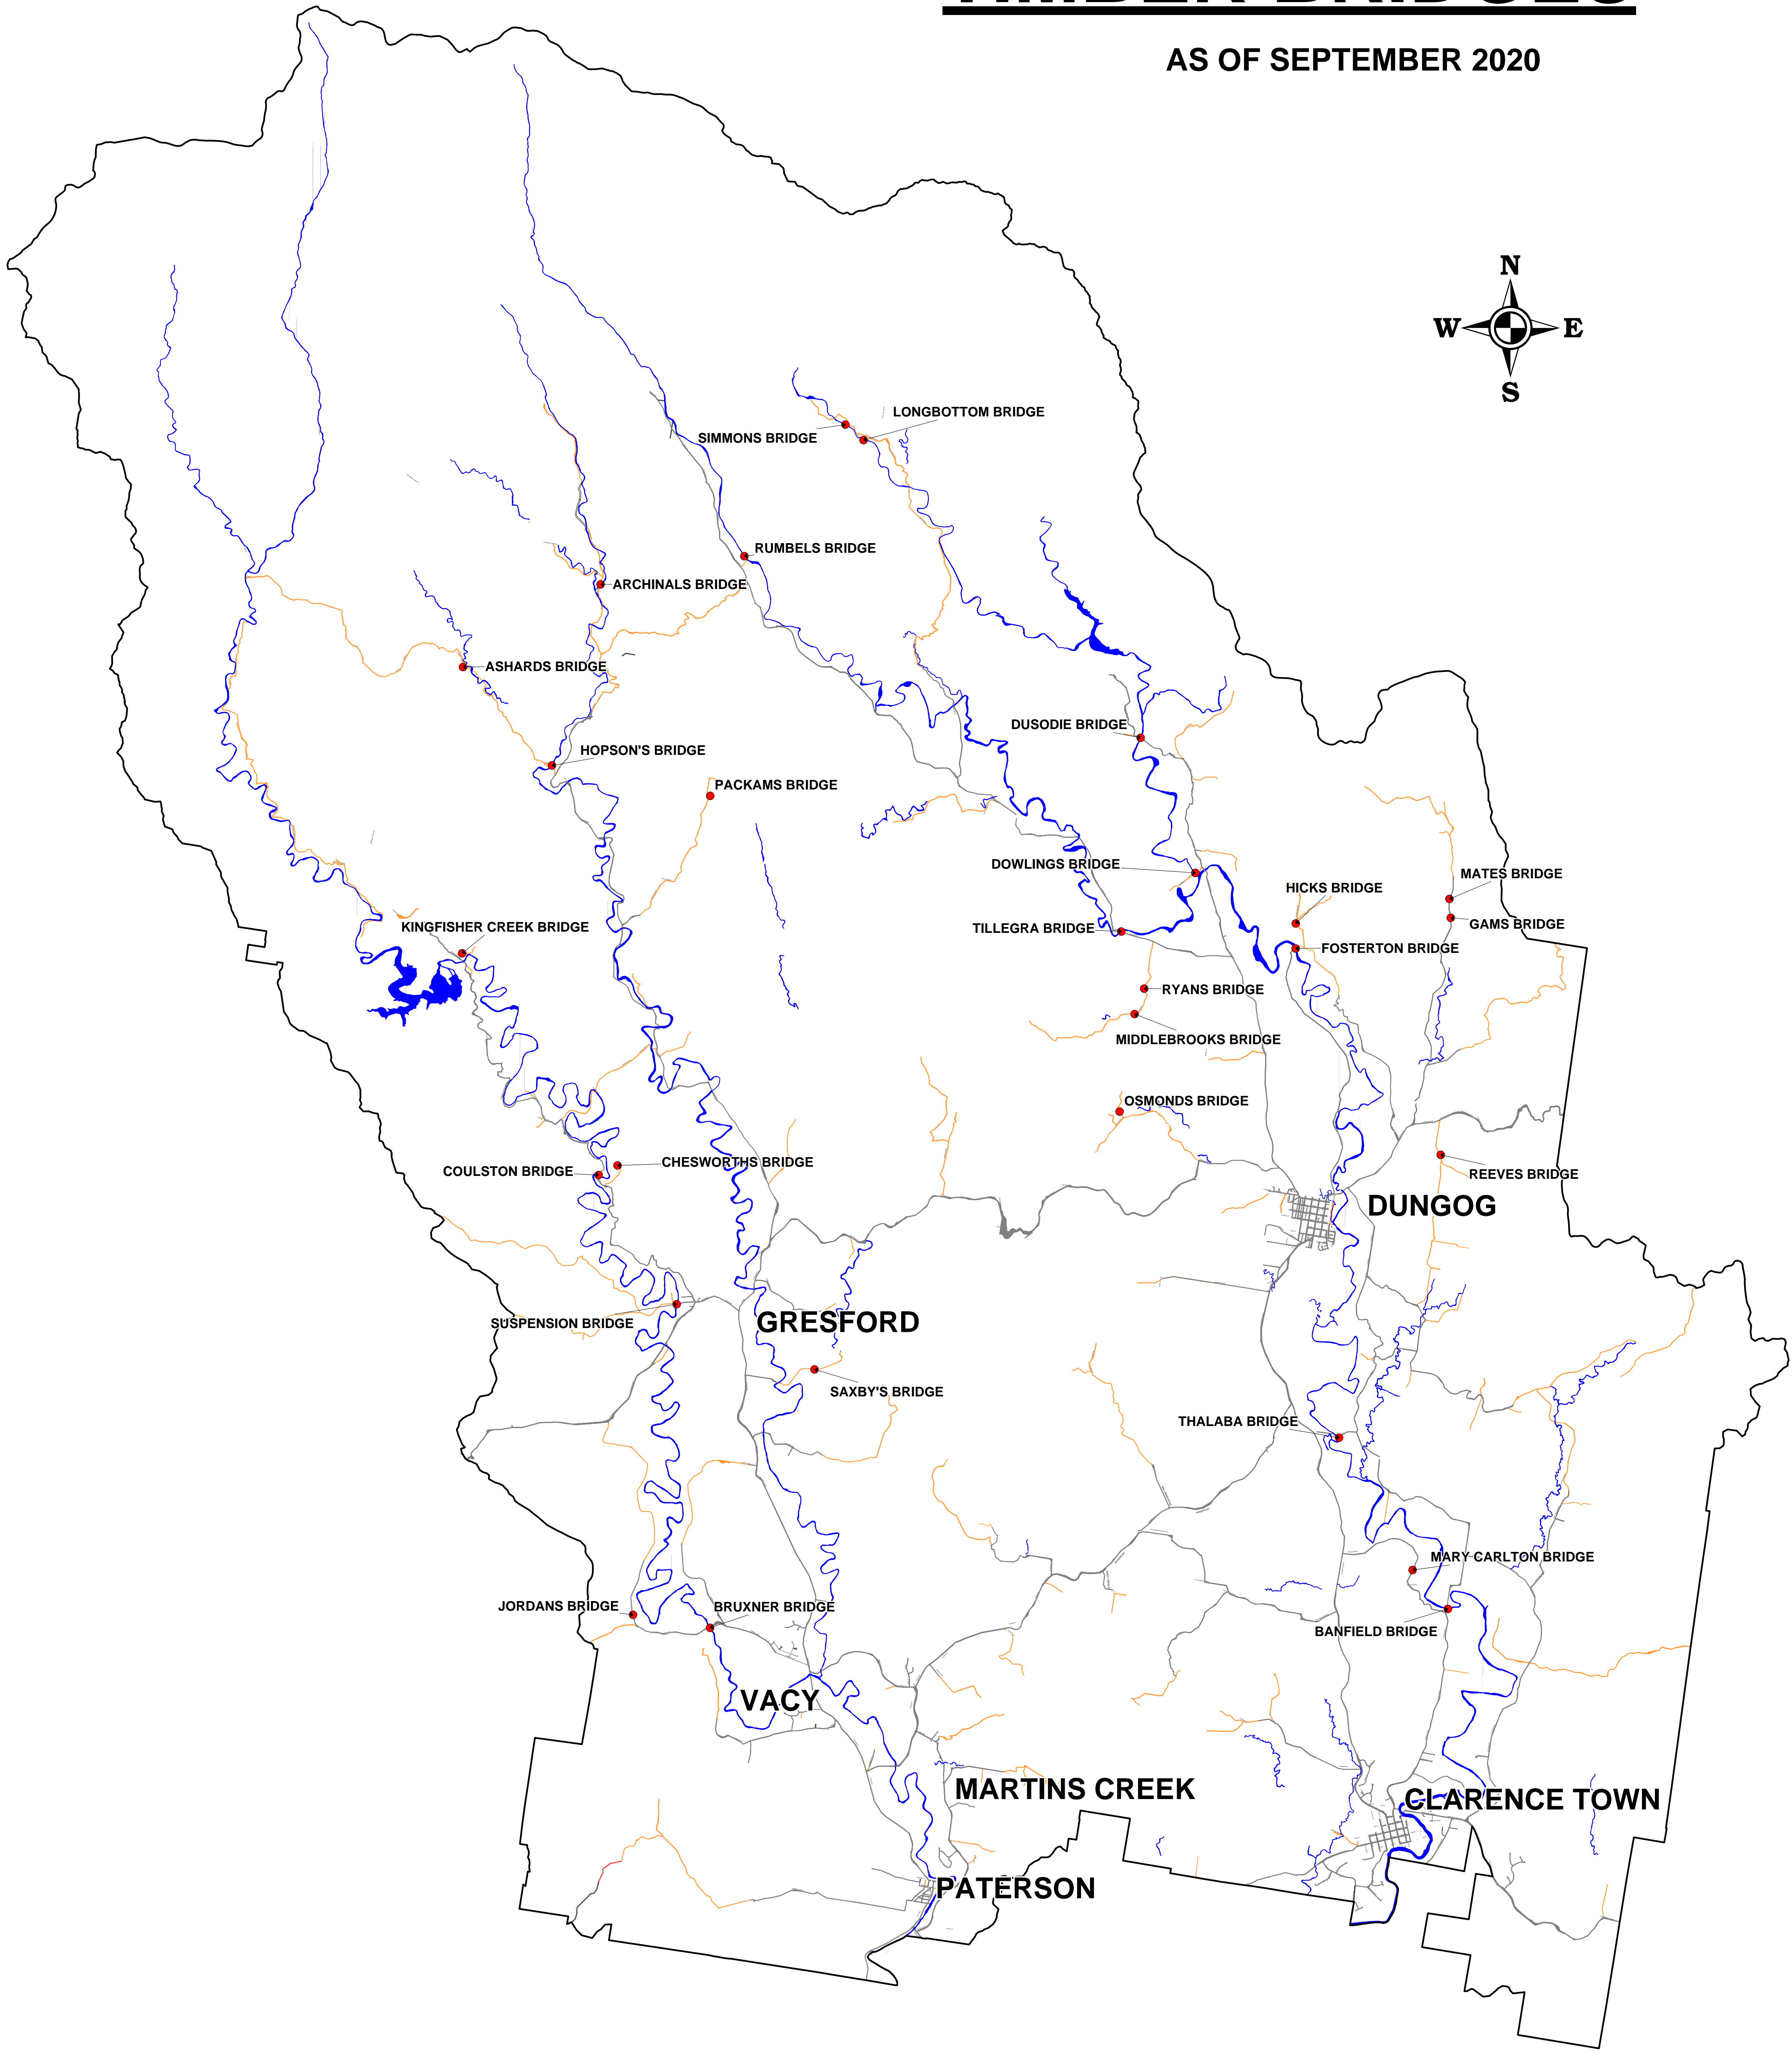 TIMBER BRIDGES
AS OF SEPTEMBER 2020
N
W
E
S
LONGBOTTOM BRIDGE
SIMMONS BRIDGE
RUMBELS BRIDGE
ARCHINALS BRIDGE
ASHARDS BRIDGE
DUSODIE BRIDGE
HOPSON'S BRIDGE
PACKAMS BRIDGE
DOWLINGS BRIDGE
MATES BRIDGE
HICKS BRIDGE
GAMS BRIDGE
KINGFISHER CREEK BRIDGE
TILLEGRA BRIDGE
FOSTERTON BRIDGE
RYANS BRIDGE
MIDDLEBROOKS BRIDGE
OSMONDS BRIDGE
CHESWORTHS BRIDGE
COULSTON BRIDGE
REEVES BRIDGE
DUNGOG
SUSPENSION BRIDGE
GRESFORD
SAXBY'S BRIDGE
THALABA BRIDGE
MARY CARLTON BRIDGE
JORDANS BRIDGE
BRUXNER BRIDGE
BANFIELD BRIDGE
VACY
MARTINS CREEK
CLARENCE TOWN
PATERSON